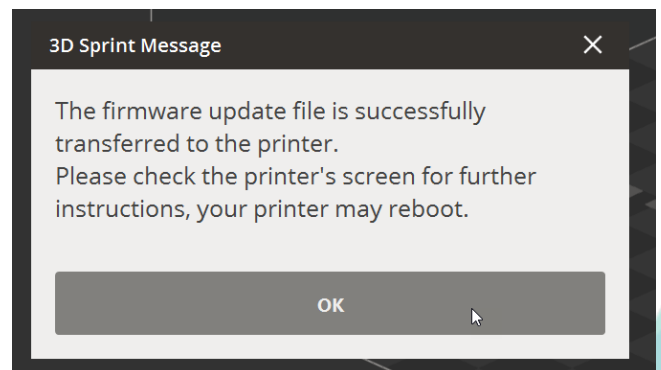 3D Sprint Message
The firmware update file is successfully
transferred to the printer.
Please check the printer's screen for further
instructions, your printer may reboot.
OK